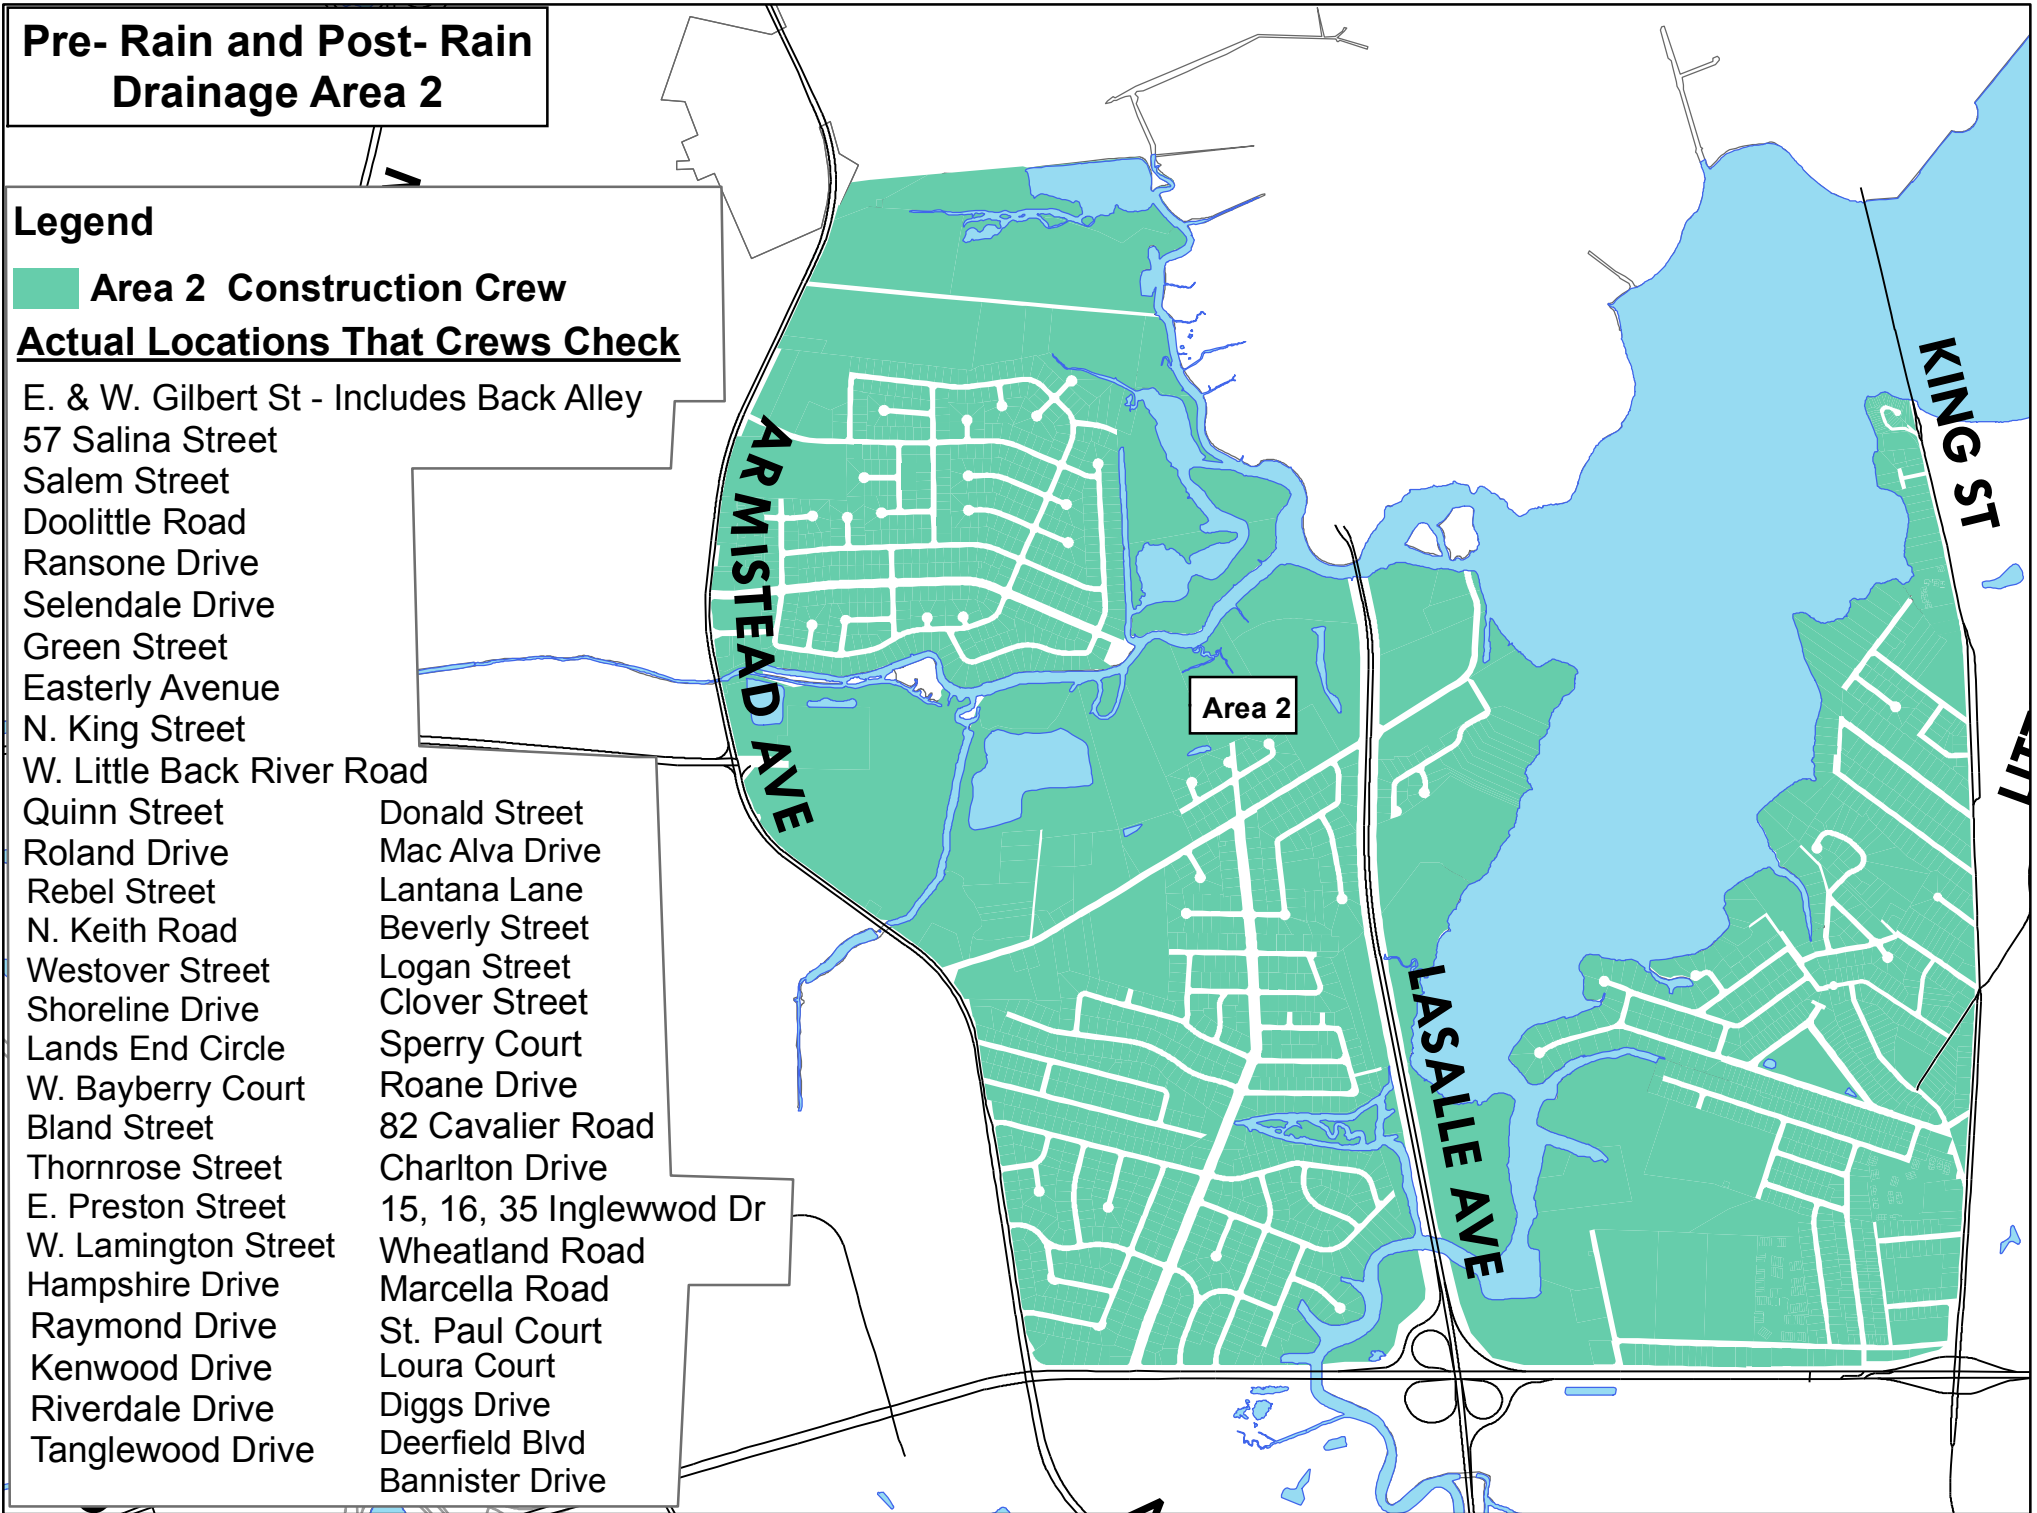 Pre- Rain and Post- Rain
Drainage Area 2
Legend
Area 2  Construction Crew
Actual Locations That Crews Check
E. & W. Gilbert St - Includes Back Alley
57 Salina Street
Salem Street
Doolittle Road
Ransone Drive
Selendale Drive
Green Street
Easterly Avenue
N. King Street
W. Little Back River Road
Quinn Street
Roland Drive
Rebel Street
N. Keith Road
Westover Street
Shoreline Drive
Lands End Circle
W. Bayberry Court
Bland Street
Thornrose Street
E. Preston Street
W. Lamington Street
Hampshire Drive
Raymond Drive
Kenwood Drive
Riverdale Drive
Tanglewood Drive
Donald Street
Mac Alva Drive
Lantana Lane
Beverly Street
Logan Street
Clover Street
Sperry Court
Roane Drive
82 Cavalier Road
Charlton Drive
15, 16, 35 Inglewwod Dr
Wheatland Road
Marcella Road
St. Paul Court
Loura Court
Diggs Drive
Deerfield Blvd
Bannister Drive
ARMISTEAD AVE
Area 2
LASALLE AVE
KING ST